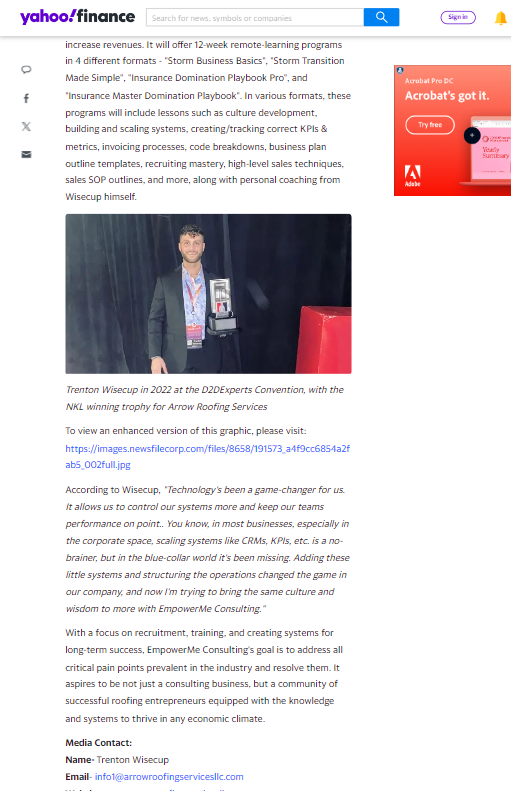 yahoo!finance
Search for news, symbols or companies
Sign in
increase revenues. It will offer 12-week remote-learning programs
in 4 different formats - "Storm Business Basics", "Storm Transition
Made Simple", "Insurance Domination Playbook Pro", and
"Insurance Master Domination Playbook". In various formats, these
programs will include lessons such as culture development,
building and scaling systems, creating/tracking correct KPIs &
metrics, invoicing processes, code breakdowns, business plan
outline templates, recruiting mastery, high-level sales techniques,
sales SOP outlines, and more, along with personal coaching from
Wisecup himself.
Acrobat Pro DC
Acrobat's got it.
Try free
Yearly
Summary
Adobe
Trenton Wisecup in 2022 at the D2DExperts Convention, with the
NKL winning trophy for Arrow Roofing Services
To view an enhanced version of this graphic, please visit:
https://images.newsfilecorp.com/files/8658/191573_a4f9cc6854a2f
ab5_002full.jpg
According to Wisecup, "Technology's been a game-changer for us.
It allows us to control our systems more and keep our teams
performance on point.. You know, in most businesses, especially in
the corporate space, scaling systems like CRMs, KPIs, etc. is a no-
brainer, but in the blue-collar world it's been missing. Adding these
little systems and structuring the operations changed the game in
our company, and now I'm trying to bring the same culture and
wisdom to more with EmpowerMe Consulting."
With a focus on recruitment, training, and creating systems for
long-term success, EmpowerMe Consulting's goal is to address all
critical pain points prevalent in the industry and resolve them. It
aspires to be not just a consulting business, but a community of
successful roofing entrepreneurs equipped with the knowledge
and systems to thrive in any economic climate.
Media Contact:
Name- Trenton Wisecup
Email- info1@arrowroofingservicesllc.com